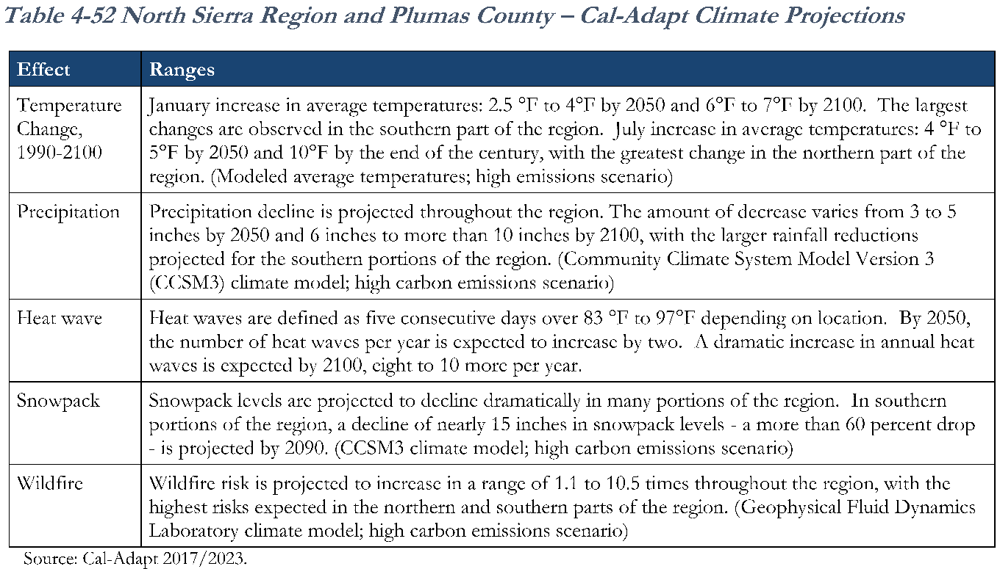 Table 4-52 North Sierra Region and Plumas County – Cal-Adapt Climate Projections
Effect
Ranges
Temperature
Change,
1990-2100
January increase in average temperatures: 2.5 °F to 4°F by 2050 and 6°F to 7°F by 2100.  The largest
changes are observed in the southern part of the region.  July increase in average temperatures: 4 °F to
5°F by 2050 and 10°F by the end of the century, with the greatest change in the northern part of the
region. (Modeled average temperatures; high emissions scenario)
Precipitation
Precipitation decline is projected throughout the region. The amount of decrease varies from 3 to 5
inches by 2050 and 6 inches to more than 10 inches by 2100, with the larger rainfall reductions
projected for the southern portions of the region. (Community Climate System Model Version 3
(CCSM3) climate model; high carbon emissions scenario)
Heat wave
Heat waves are defined as five consecutive days over 83 °F to 97°F depending on location.  By 2050,
the number of heat waves per year is expected to increase by two.  A dramatic increase in annual heat
waves is expected by 2100, eight to 10 more per year.
Snowpack
Snowpack levels are projected to decline dramatically in many portions of the region.  In southern
portions of the region, a decline of nearly 15 inches in snowpack levels - a more than 60 percent drop
- is projected by 2090. (CCSM3 climate model; high carbon emissions scenario)
Wildfire
Wildfire risk is projected to increase in a range of 1.1 to 10.5 times throughout the region, with the
highest risks expected in the northern and southern parts of the region. (Geophysical Fluid Dynamics
Laboratory climate model; high carbon emissions scenario)
Source: Cal-Adapt 2017/2023.